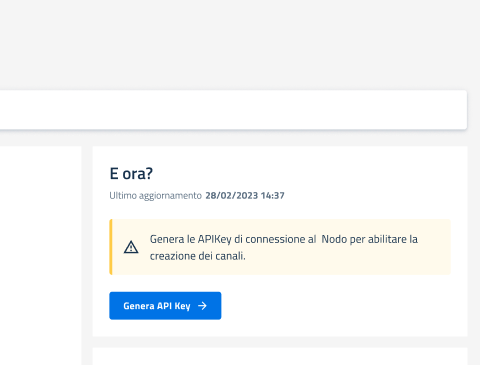 E ora?
Ultimo aggiornamento 28/02/2023 14:37
Genera le APIKey di connessione al Nodo per abilitare la
creazione dei canali.
Genera API Key